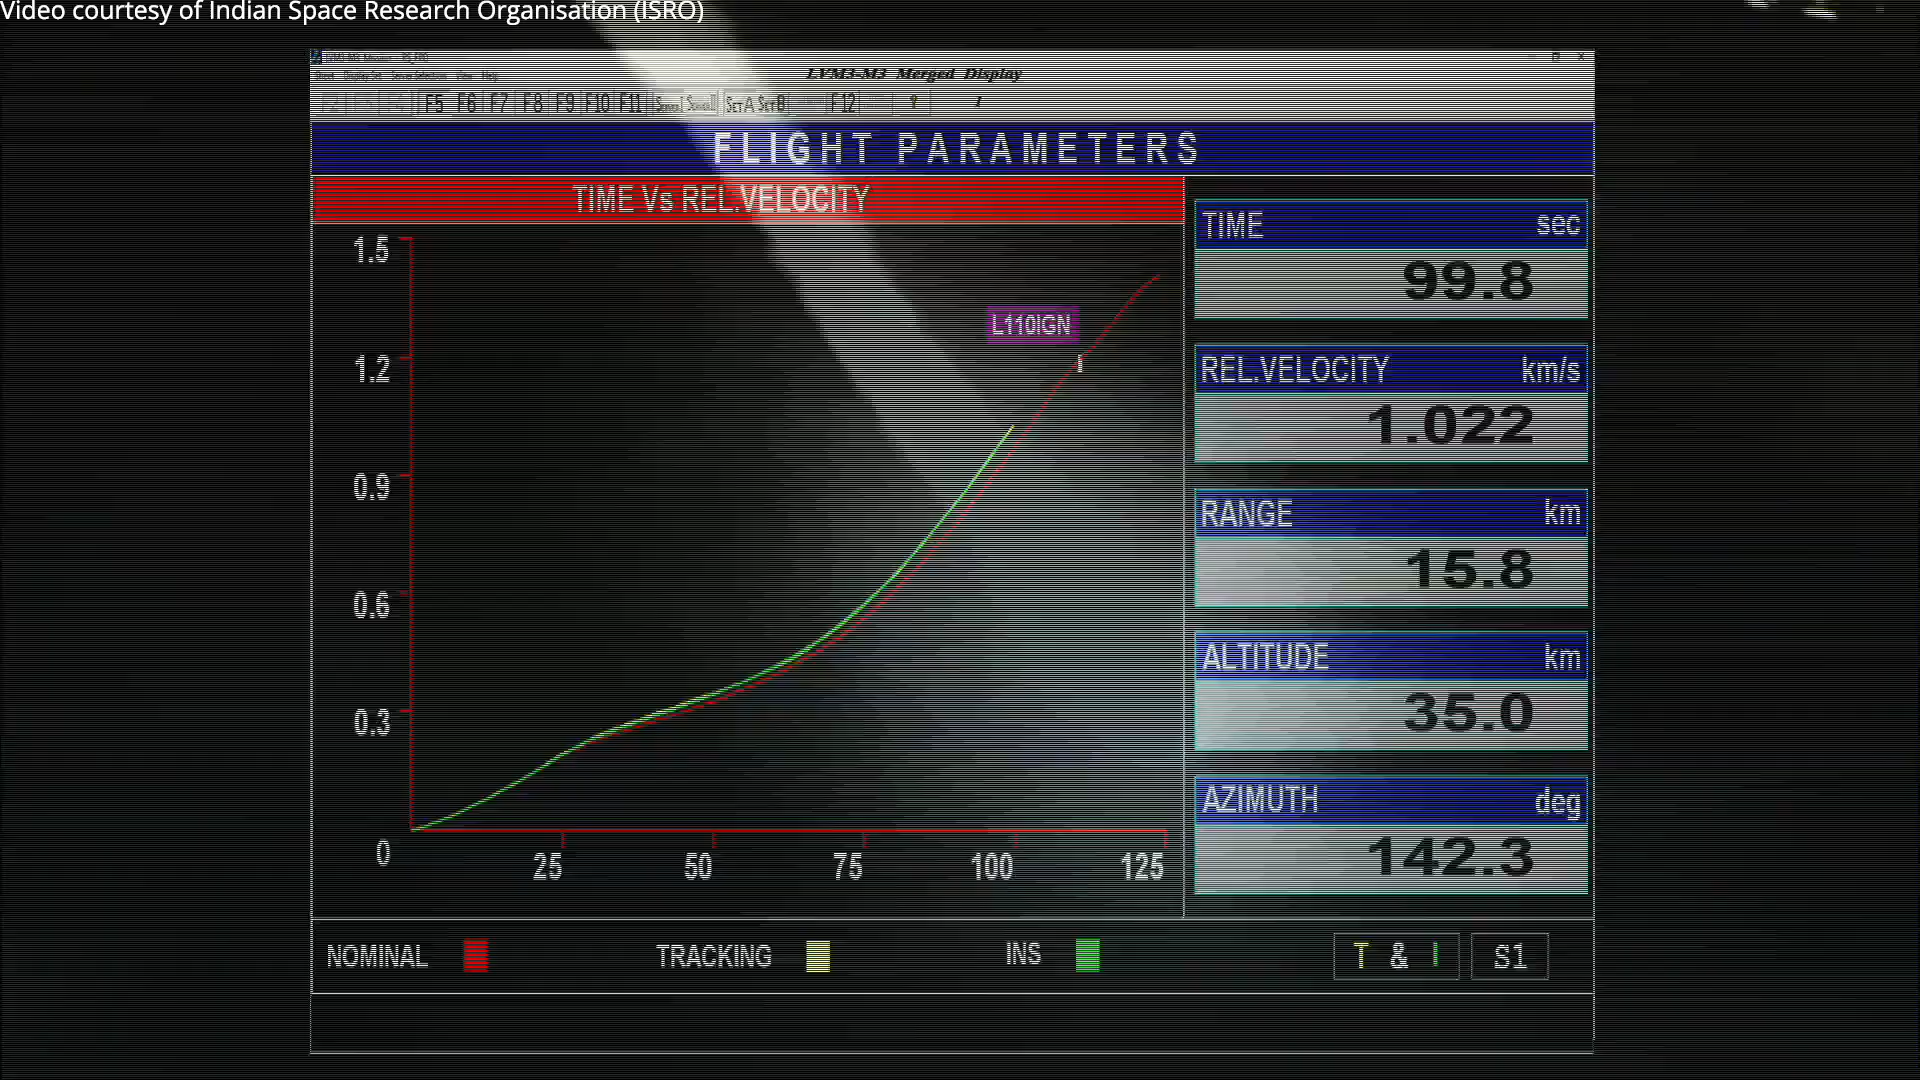 Video courtesy of Indian Space Research Organisation (ISRO)
LVM3-M3 Merged Display
F5 F6 F7 F8 F9 F10 F11 SET A SET B F12
FLIGHT PARAMETERS
TIME Vs REL.VELOCITY
1.5
1.2
0.9
0.6
0.3
0
25 50 75 100 125
L110IGN
TIME sec
99.8
REL.VELOCITY km/s
1.022
RANGE km
15.8
ALTITUDE km
35.0
AZIMUTH deg
142.3
NOMINAL TRACKING INS T & I S1